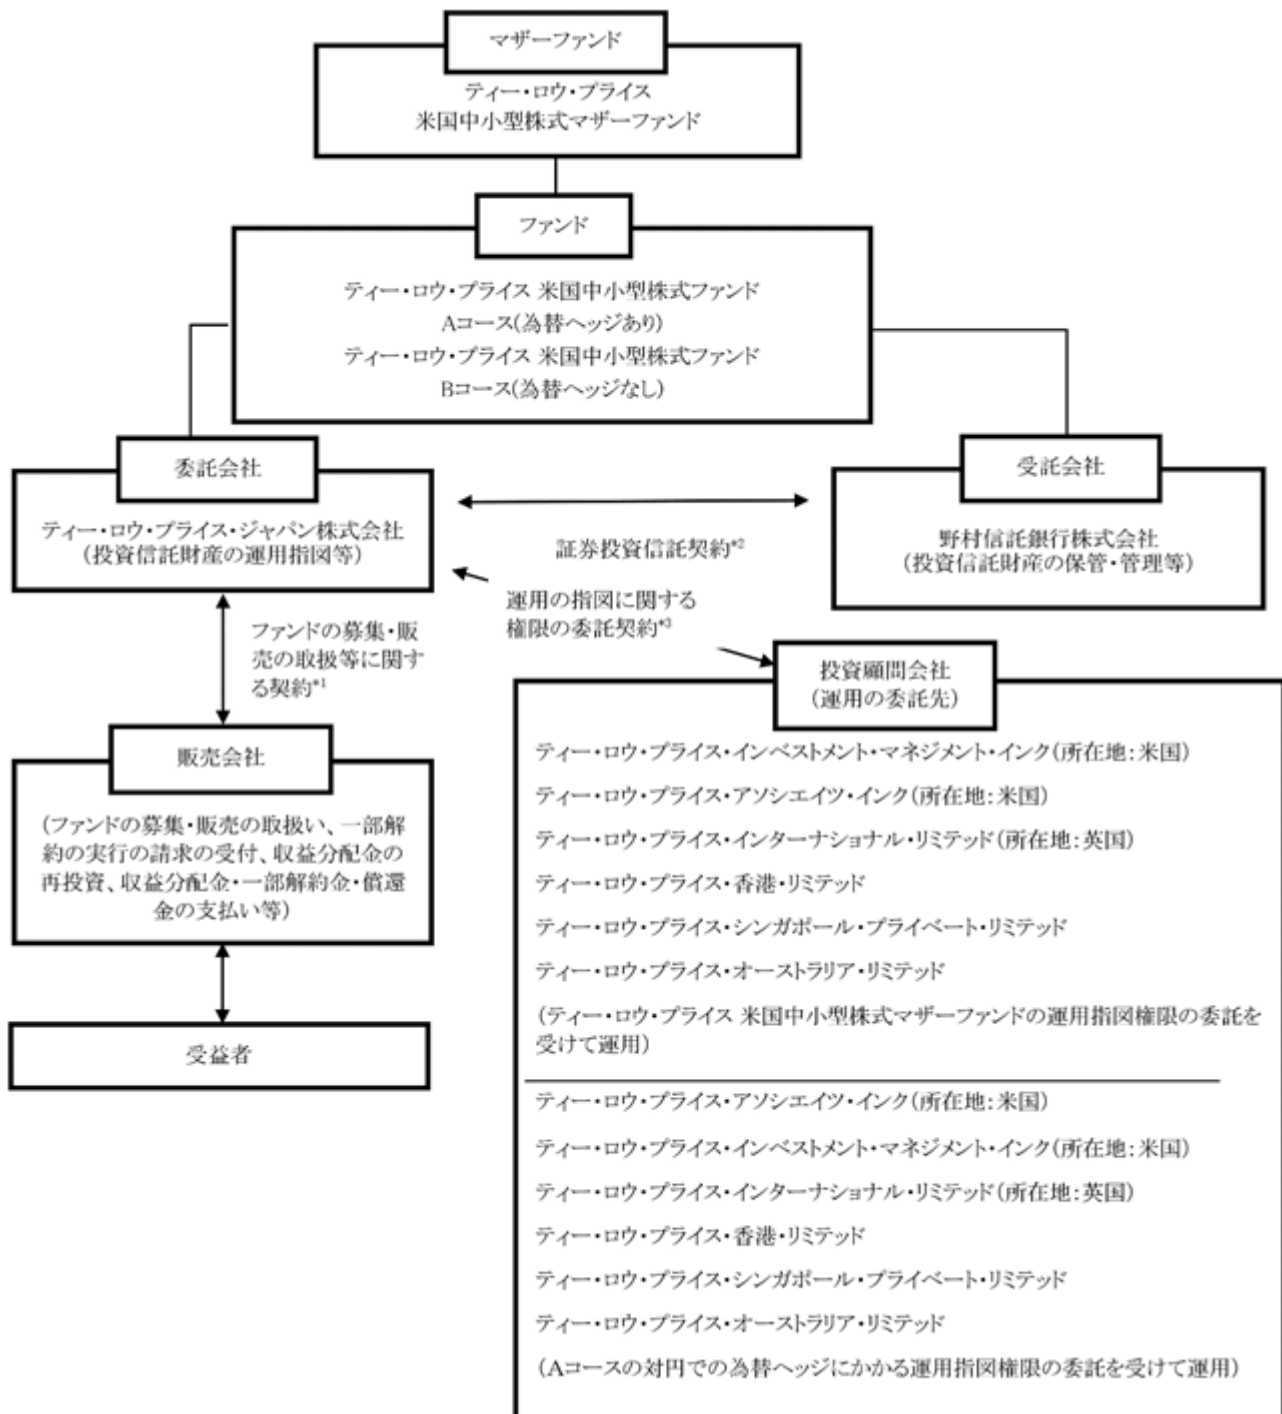 マザーファンド
ティー・ロウ・プライス
米国中小型株式マザーファンド
ファンド
ティー・ロウ・プライス 米国中小型株式ファンド
Aコース(為替ヘッジあり)
ティー・ロウ・プライス 米国中小型株式ファンド
Bコース(為替ヘッジなし)
委託会社
ティー・ロウ・プライス・ジャパン株式会社
(投資信託財産の運用指図等)
受託会社
野村信託銀行株式会社
(投資信託財産の保管・管理等)
証券投資信託契約*2
運用の指図に関する
権限の委託契約*3
ファンドの募集・販
売の取扱等に関す
る契約*1
販売会社
(ファンドの募集・販売の取扱い、一部解
約の実行の請求の受付、収益分配金の
再投資、収益分配金・一部解約金・償還
金の支払い等)
受益者
投資顧問会社
(運用の委託先)
ティー・ロウ・プライス・インベストメント・マネジメント・インク(所在地:米国)
ティー・ロウ・プライス・アソシエイツ・インク(所在地:米国)
ティー・ロウ・プライス・インターナショナル・リミテッド(所在地:英国)
ティー・ロウ・プライス・香港・リミテッド
ティー・ロウ・プライス・シンガポール・プライベート・リミテッド
ティー・ロウ・プライス・オーストラリア・リミテッド
(ティー・ロウ・プライス 米国中小型株式マザーファンドの運用指図権限の委託を
受けて運用)
ティー・ロウ・プライス・アソシエイツ・インク(所在地:米国)
ティー・ロウ・プライス・インベストメント・マネジメント・インク(所在地:米国)
ティー・ロウ・プライス・インターナショナル・リミテッド(所在地:英国)
ティー・ロウ・プライス・香港・リミテッド
ティー・ロウ・プライス・シンガポール・プライベート・リミテッド
ティー・ロウ・プライス・オーストラリア・リミテッド
(Aコースの対円での為替ヘッジにかかる運用指図権限の委託を受けて運用)